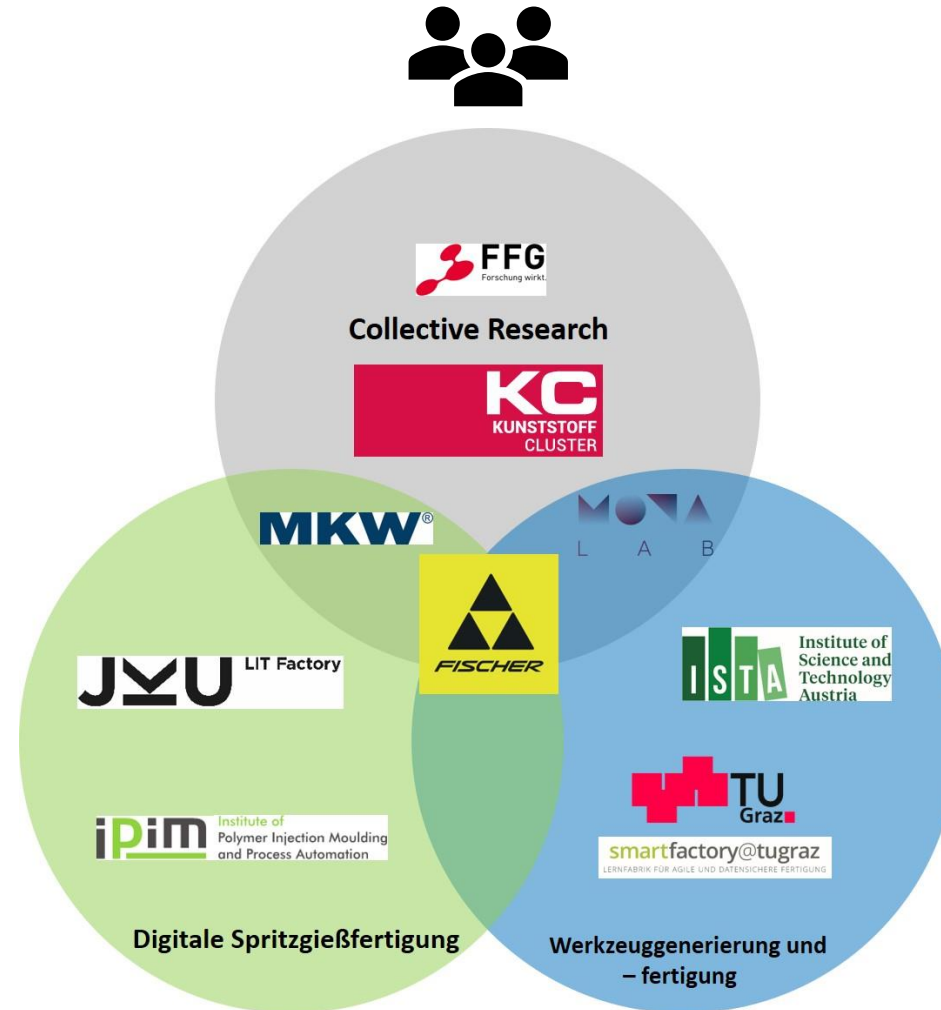 FFG
Forschung wirkt.
Collective Research
KC
KUNSTSTOFF
CLUSTER
MKW®
MOVA
L A B
FISCHER
JKU LIT Factory
ISTA
Institute of
Science and
Technology
Austria
TU
Graz
smartfactory@tugraz
LERNFABRIK FÜR AGILE UND DATENSICHERE FERTIGUNG
iPiM
Institute of
Polymer Injection Moulding
and Process Automation
Digitale Spritzgießfertigung
Werkzeuggenerierung und
– fertigung